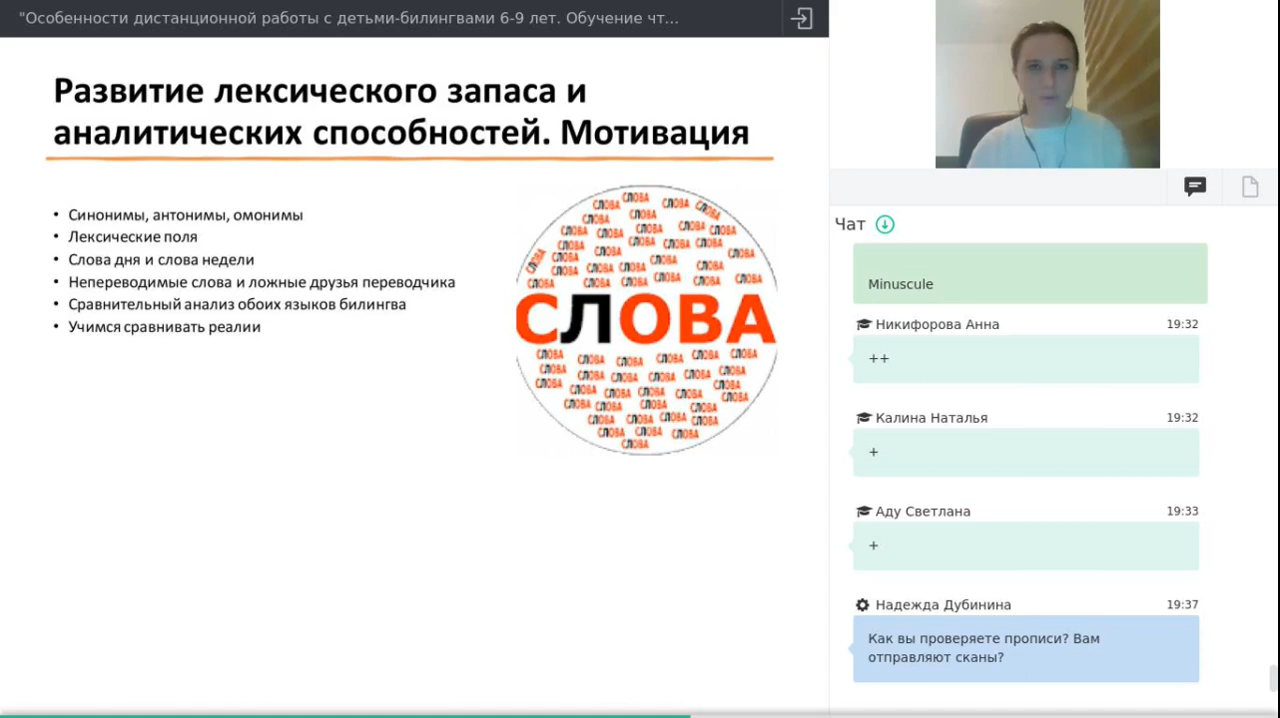 "Особенности дистанционной работы с детьми-билингвами 6-9 лет. Обучение чт...
Развитие лексического запаса и
аналитических способностей. Мотивация
• Синонимы, антонимы, омонимы
• Лексические поля
• Слова дня и слова недели
• Непереводимые слова и ложные друзья переводчика
• Сравнительный анализ обоих языков билингва
• Учимся сравнивать реалии
СЛОВА
Чат
Minuscule
Никифорова Анна 19:32
++
Калина Наталья 19:32
+
Аду Светлана 19:33
+
Надежда Дубинина 19:37
Как вы проверяете прописи? Вам
отправляют сканы?